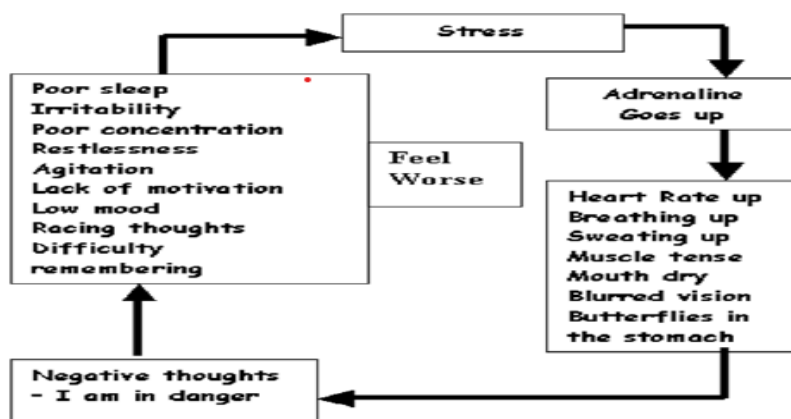 Stress
Adrenaline
Goes up
Heart Rate up
Breathing up
Sweating up
Muscle tense
Mouth dry
Blurred vision
Butterflies in
the stomach
Negative thoughts
- I am in danger
Poor sleep
Irritability
Poor concentration
Restlessness
Agitation
Lack of motivation
Low mood
Racing thoughts
Difficulty
remembering
Feel
Worse